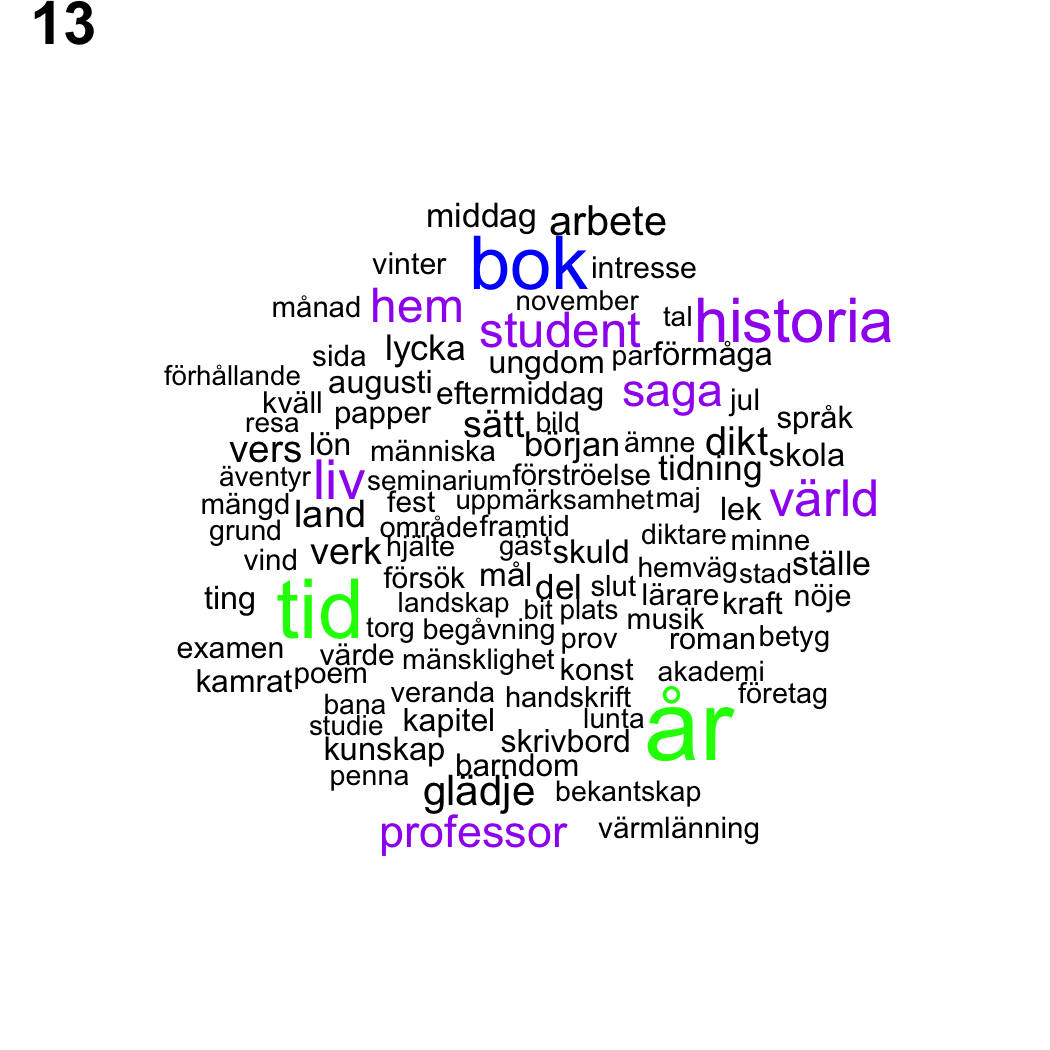 13
middag arbete
vinter bok intresse
månad hem november
student tal historia
sida lycka ungdom par förmåga
förhållande augusti eftermiddag saga jul
kväll papper språk
resa sätt bild
vers lön människa början ämne dikt skola
äventyr liv seminarium förströelse tidning
mängd fest uppmärksamhet maj lek värld
grund land område framtid diktare minne
vind verk hjälte gäst skuld hemväg stad ställe
försök mål del slut lärare kraft nöje
ting tid landskap bit plats musik
torg begåvning prov roman betyg
examen värde mänsklighet konst akademi
kamrat poem veranda handskrift företag
bana lunta år
studie kapitel skrivbord
kunskap barndom
penna glädje bekantskap
professor värmlänning